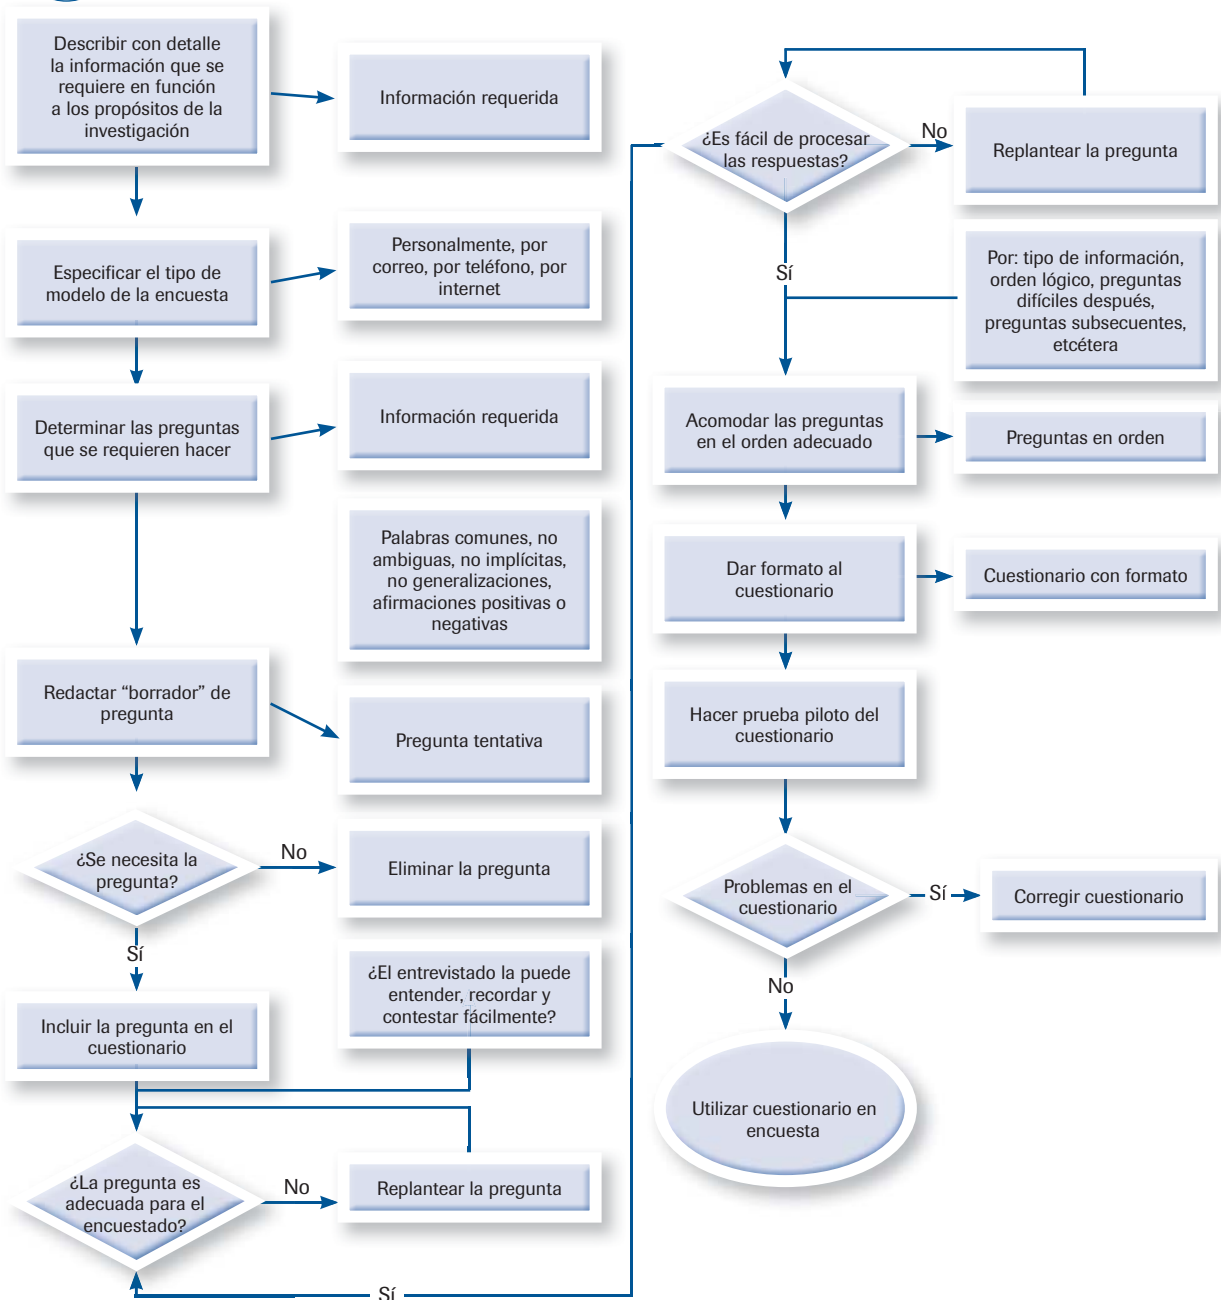 Describir con detalle
la información que se
requiere en función
a los propósitos de la
investigación
Información requerida
Especificar el tipo de
modelo de la encuesta
Personalmente, por
correo, por teléfono, por
internet
Determinar las preguntas
que se requieren hacer
Información requerida
Palabras comunes, no
ambiguas, no implícitas,
no generalizaciones,
afirmaciones positivas o
negativas
Redactar “borrador” de
pregunta
Pregunta tentativa
¿Se necesita la
pregunta?
No
Eliminar la pregunta
Sí
¿El entrevistado la puede
entender, recordar y
contestar fácilmente?
Incluir la pregunta en el
cuestionario
¿La pregunta es
adecuada para el
encuestado?
No
Replantear la pregunta
Sí
¿Es fácil de procesar
las respuestas?
No
Replantear la pregunta
Sí
Por: tipo de información,
orden lógico, preguntas
difíciles después,
preguntas subsecuentes,
etcétera
Acomodar las preguntas
en el orden adecuado
Preguntas en orden
Dar formato al
cuestionario
Cuestionario con formato
Hacer prueba piloto del
cuestionario
Problemas en el
cuestionario
Sí
Corregir cuestionario
No
Utilizar cuestionario en
encuesta